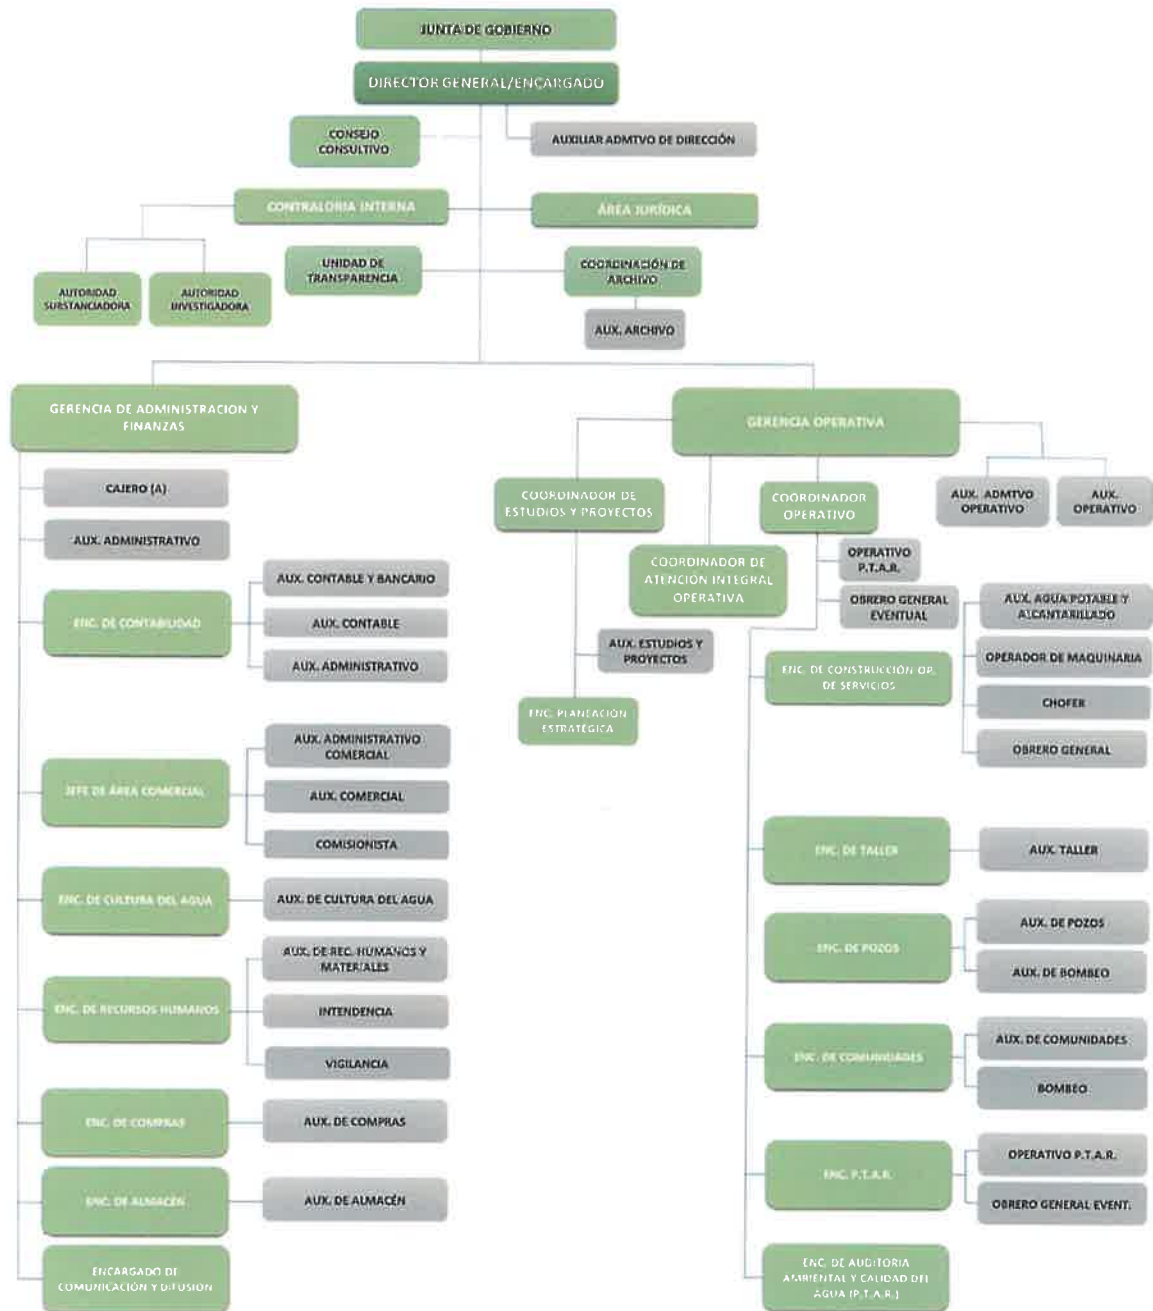 JUNTA DE GOBIERNO
DIRECTOR GENERAL/ENCARGADO
CONSEJO
CONSULTIVO
AUXILIAR ADMTVO DE DIRECCIÓN
CONTRALORIA INTERNA
ÁREA JURÍDICA
UNIDAD DE
TRANSPARENCIA
COORDINACIÓN DE
ARCHIVO
AUTORIDAD
SUBSTANCIADORA
AUTORIDAD
INVESTIGADORA
AUX. ARCHIVO
GERENCIA DE ADMINISTRACION Y
FINANZAS
CAJERO (A)
AUX. ADMINISTRATIVO
ENC. DE CONTABILIDAD
AUX. CONTABLE Y BANCARIO
AUX. CONTABLE
AUX. ADMINISTRATIVO
JEFE DE ÁREA COMERCIAL
AUX. ADMINISTRATIVO
COMERCIAL
AUX. COMERCIAL
COMISIONISTA
ENC. DE CULTURA DEL AGUA
AUX. DE CULTURA DEL AGUA
ENC. DE RECURSOS HUMANOS
AUX. DE REC. HUMANOS Y
MATERIALES
INTENDENCIA
VIGILANCIA
ENC. DE COMPRAS
AUX. DE COMPRAS
ENC. DE ALMACÉN
AUX. DE ALMACÉN
ENCARGADO DE
COMUNICACIÓN Y DIFUSION
GERENCIA OPERATIVA
COORDINADOR DE
ESTUDIOS Y PROYECTOS
COORDINADOR DE
ATENCIÓN INTEGRAL
OPERATIVA
COORDINADOR
OPERATIVO
AUX. ADMTVO
OPERATIVO
AUX.
OPERATIVO
AUX. ESTUDIOS Y
PROYECTOS
ENC. PLANEACIÓN
ESTRATÉGICA
OPERATIVO
P.T.A.R.
OBRERO GENERAL
EVENTUAL
ENC. DE CONSTRUCCIÓN OP.
DE SERVICIOS
AUX. AGUA POTABLE Y
ALCANTARILLADO
OPERADOR DE MAQUINARIA
CHOFER
OBRERO GENERAL
ENC. DE TALLER
AUX. TALLER
ENC. DE POZOS
AUX. DE POZOS
AUX. DE BOMBEO
ENC. DE COMUNIDADES
AUX. DE COMUNIDADES
BOMBEO
ENC. P.T.A.R.
OPERATIVO P.T.A.R.
OBRERO GENERAL EVENT.
ENC. DE AUDITORIA
AMBIENTAL Y CALIDAD DEL
AGUA (P.T.A.R.)